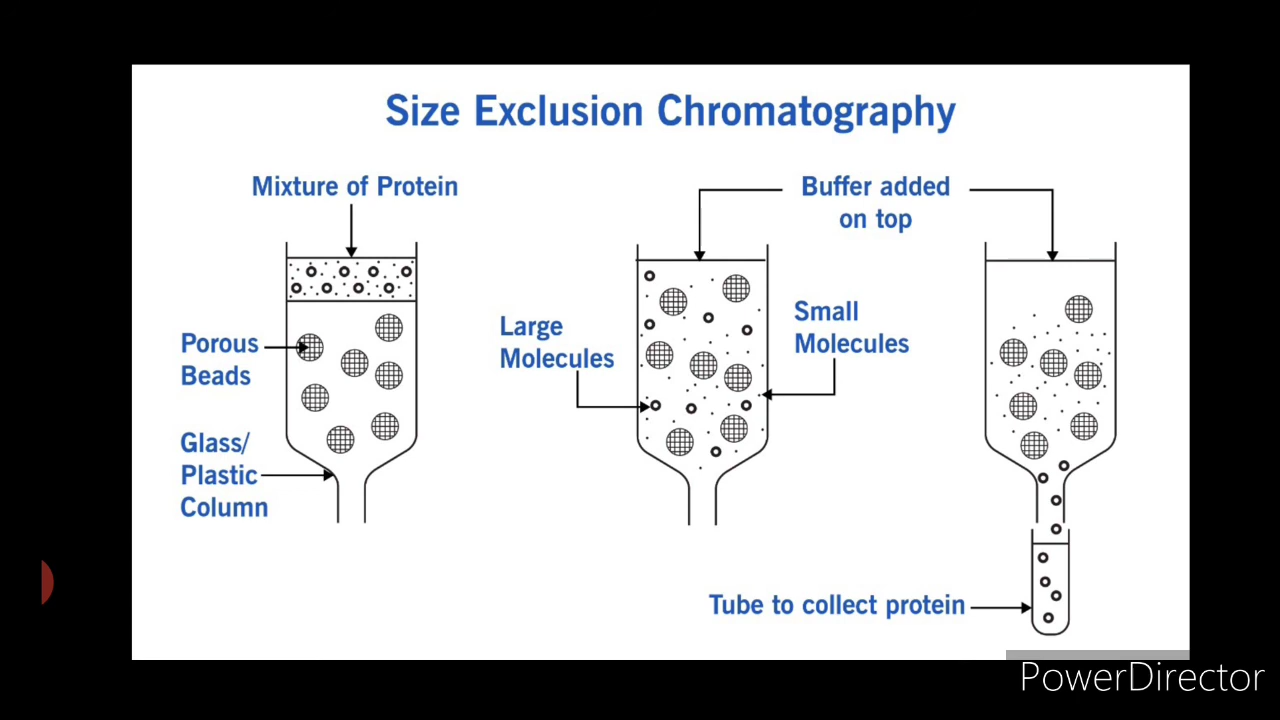 Size Exclusion Chromatography
Mixture of Protein
Buffer added
on top
Porous
Beads
Large
Molecules
Small
Molecules
Glass/
Plastic
Column
Tube to collect protein
PowerDirector